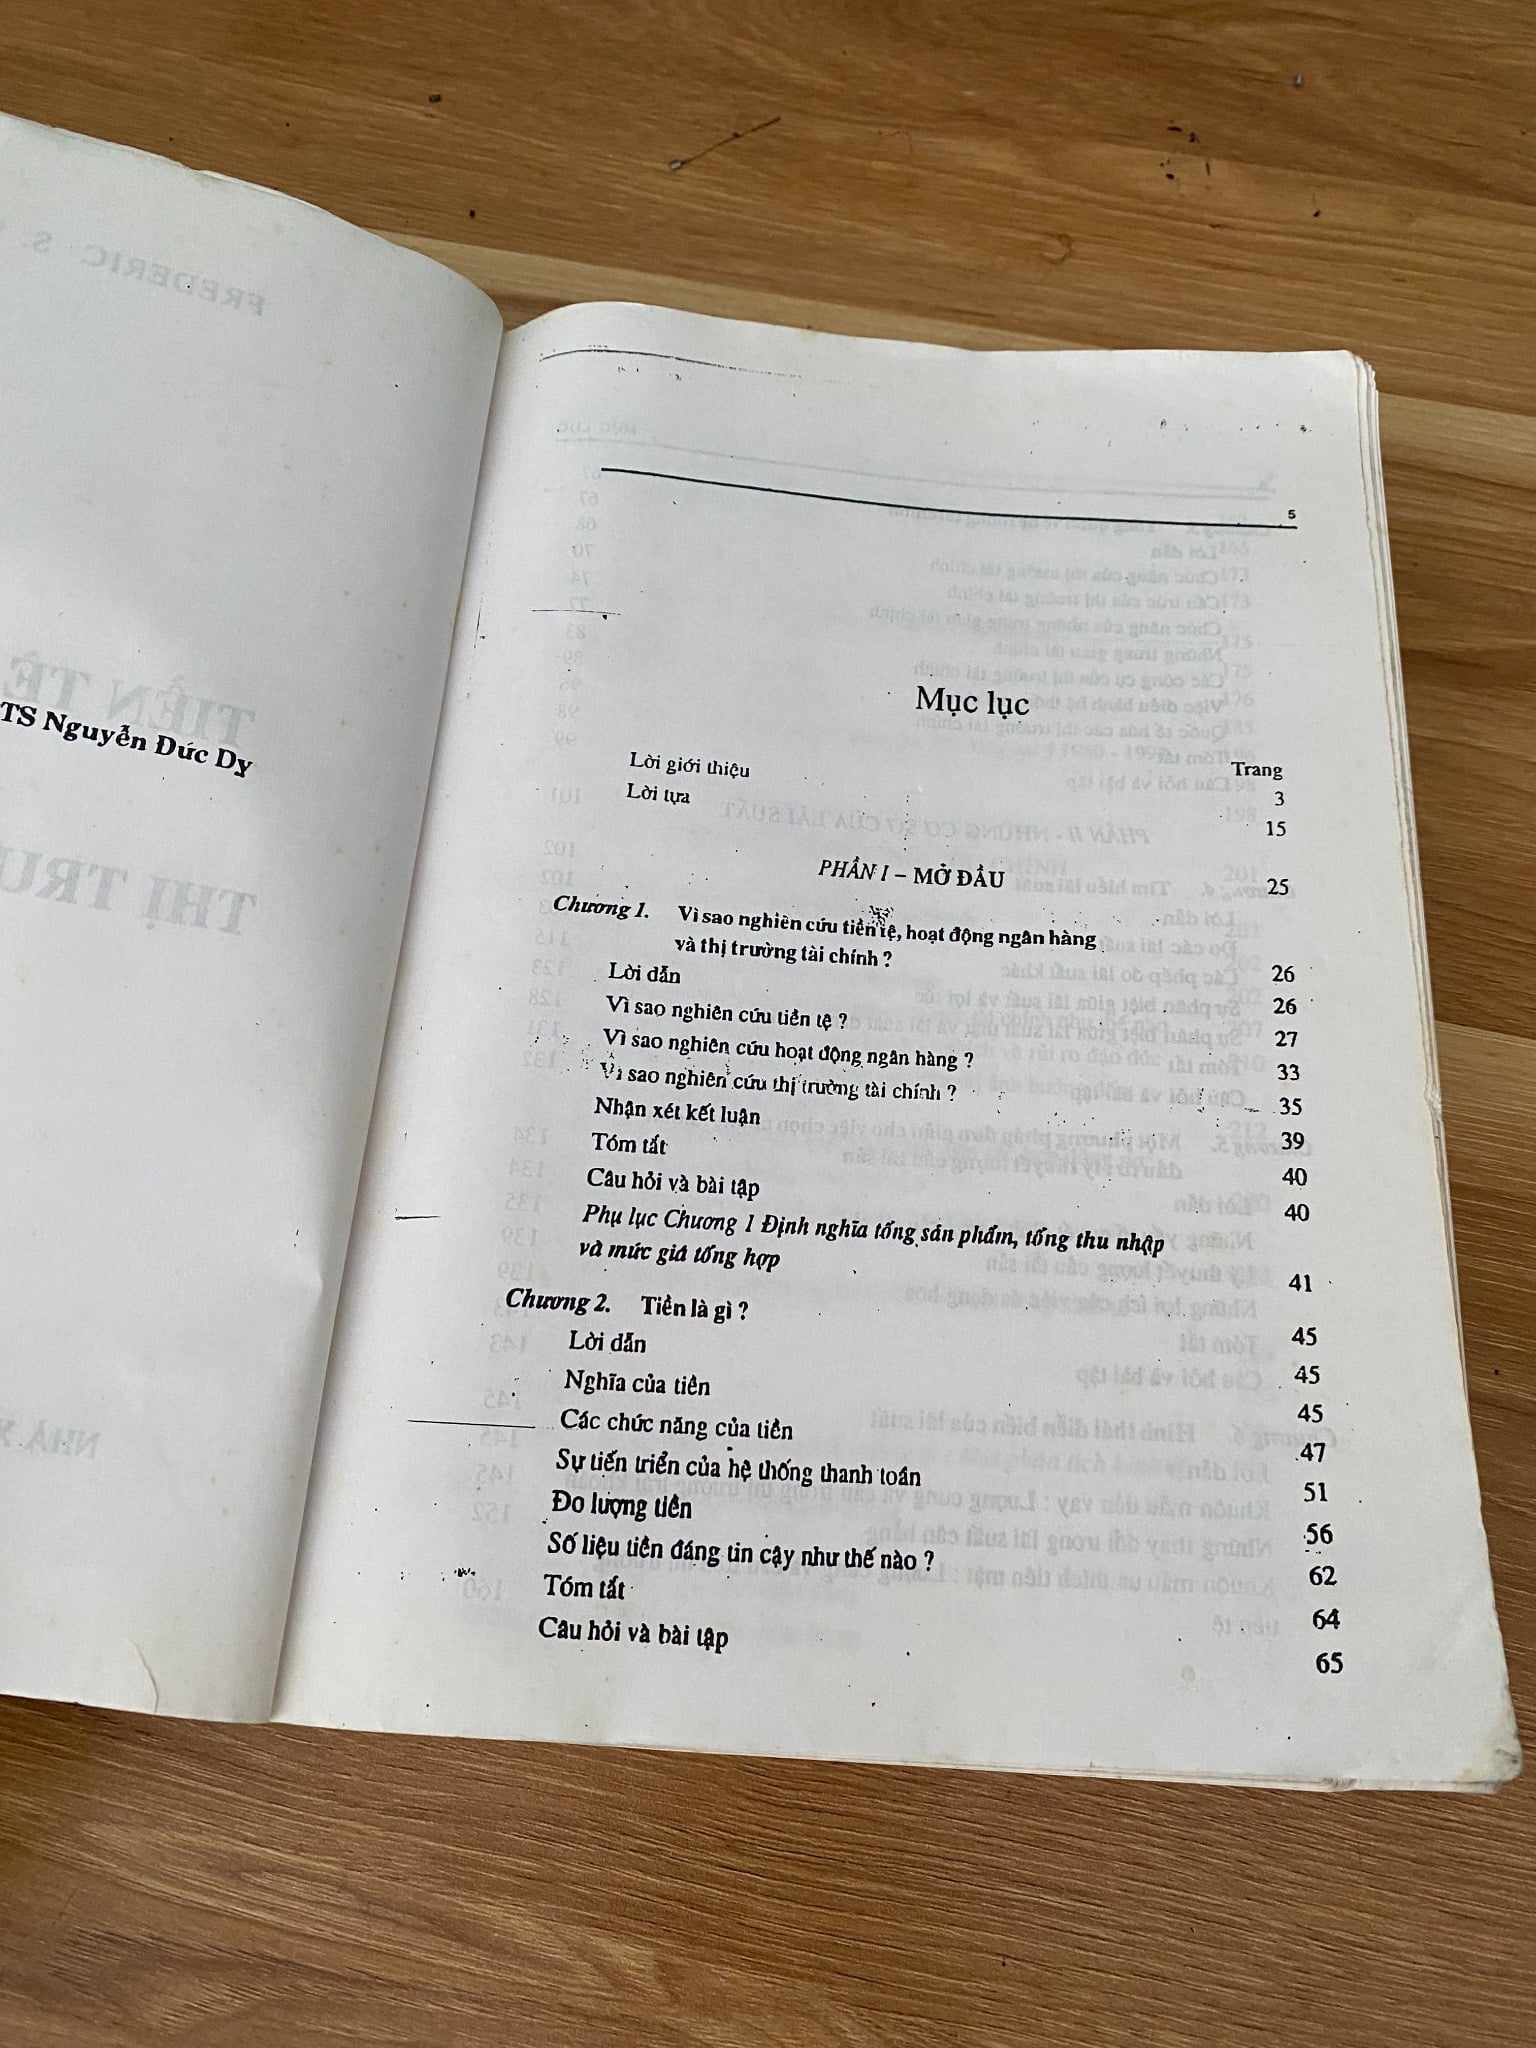 TS Nguyễn Đức Dy
5
Mục lục
Trang
Lời giới thiệu 3
Lời tựa 15
PHẦN I – MỞ ĐẦU 25
Chương 1. Vì sao nghiên cứu tiền tệ, hoạt động ngân hàng
và thị trường tài chính ? 26
Lời dẫn 26
Vì sao nghiên cứu tiền tệ ? 27
Vì sao nghiên cứu hoạt động ngân hàng ? 33
Vì sao nghiên cứu thị trường tài chính ? 35
Nhận xét kết luận 39
Tóm tắt 40
Câu hỏi và bài tập 40
Phụ lục Chương 1 Định nghĩa tổng sản phẩm, tổng thu nhập
và mức giá tổng hợp 41
Chương 2. Tiền là gì ? 45
Lời dẫn 45
Nghĩa của tiền 45
Các chức năng của tiền 47
Sự tiến triển của hệ thống thanh toán 51
Đo lượng tiền 56
Số liệu tiền đáng tin cậy như thế nào ? 62
Tóm tắt 64
Câu hỏi và bài tập 65